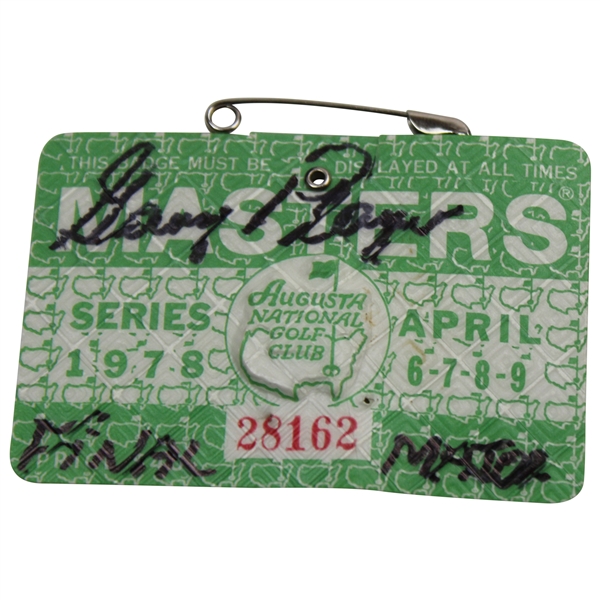 THIS BADGE MUST BE DISPLAYED AT ALL TIMES
MASTERS®
Gary Player
SERIES
1978
AUGUSTA
NATIONAL
GOLF
CLUB
APRIL
6-7-8-9
28162
FINAL